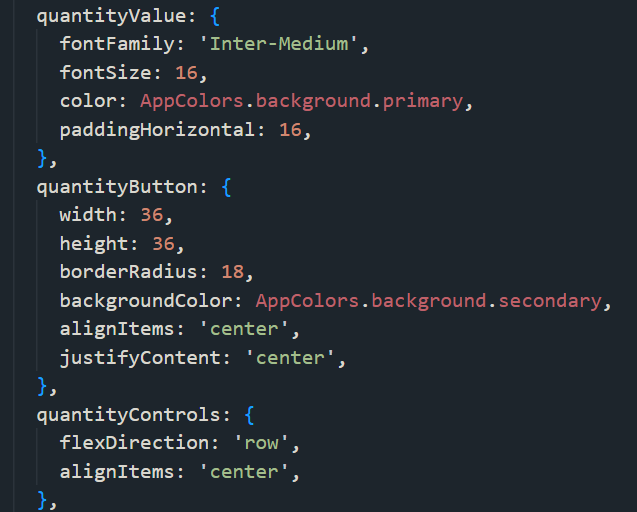 quantityValue: {
fontFamily: 'Inter-Medium',
fontSize: 16,
color: AppColors.background.primary,
paddingHorizontal: 16,
},
quantityButton: {
width: 36,
height: 36,
borderRadius: 18,
backgroundColor: AppColors.background.secondary,
alignItems: 'center',
justifyContent: 'center',
},
quantityControls: {
flexDirection: 'row',
alignItems: 'center',
},